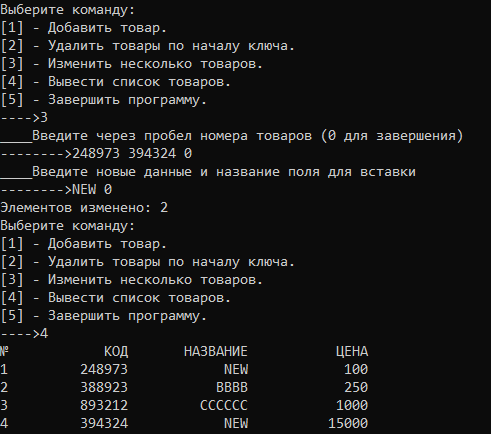 Выберите команду:
[1] - Добавить товар.
[2] - Удалить товары по началу ключа.
[3] - Изменить несколько товаров.
[4] - Вывести список товаров.
[5] - Завершить программу.
---->3
____Введите через пробел номера товаров (0 для завершения)
-------->248973 394324 0
____Введите новые данные и название поля для вставки
-------->NEW 0
Элементов изменено: 2
Выберите команду:
[1] - Добавить товар.
[2] - Удалить товары по началу ключа.
[3] - Изменить несколько товаров.
[4] - Вывести список товаров.
[5] - Завершить программу.
---->4
№ КОД НАЗВАНИЕ ЦЕНА
1 248973 NEW 100
2 388923 BBBB 250
3 893212 CCCCCC 1000
4 394324 NEW 15000